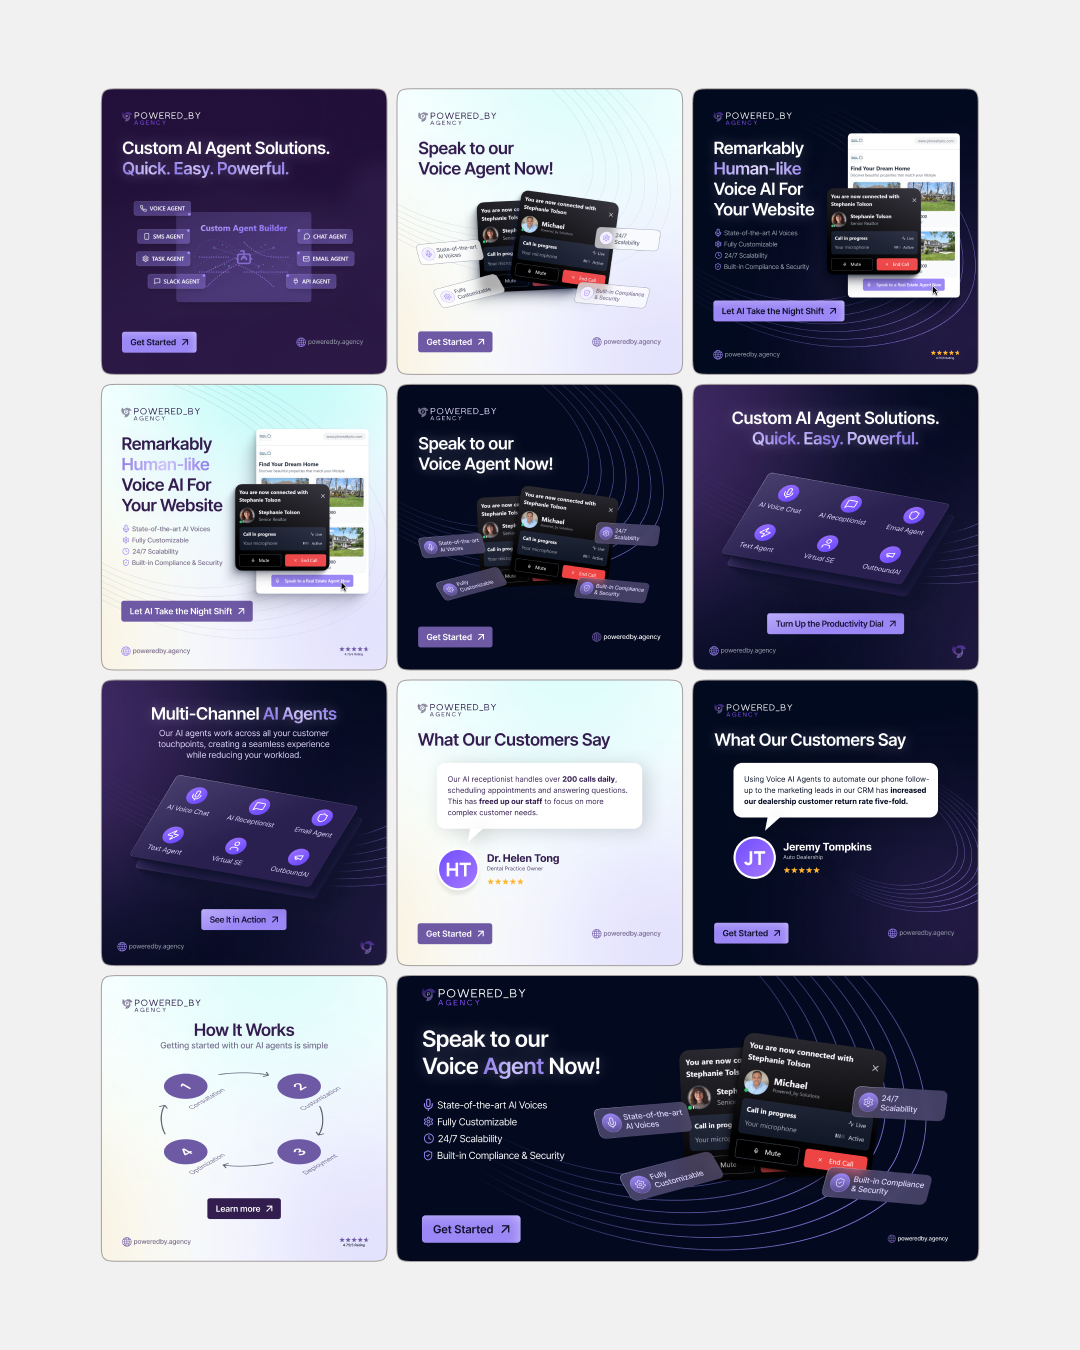 POWERED_BY
AGENCY
Custom AI Agent Solutions.
Quick. Easy. Powerful.
VOICE AGENT
Custom Agent Builder
SMS AGENT
CHAT AGENT
TASK AGENT
EMAIL AGENT
SLACK AGENT
API AGENT
Get Started
poweredby.agency
POWERED_BY
AGENCY
Speak to our
Voice Agent Now!
You are now connected with
Stephanie Tolson
Michael
State-of-the-art
AI Voices
24/7
Scalability
Call in progress
Live
Your microphone
Active
Mute
End Call
Fully
Customizable
Built-in Compliance
& Security
Get Started
poweredby.agency
POWERED_BY
AGENCY
Remarkably
Human-like
Voice AI For
Your Website
State-of-the-art AI Voices
Fully Customizable
24/7 Scalability
Built-in Compliance & Security
Find Your Dream Home
You are now connected with
Stephanie Tolson
Stephanie Tolson
Senior Realtor
Call in progress
Live
Your microphone
Active
Mute
End Call
Speak to a Real Estate Agent Now
Let AI Take the Night Shift
poweredby.agency
POWERED_BY
AGENCY
Remarkably
Human-like
Voice AI For
Your Website
State-of-the-art AI Voices
Fully Customizable
24/7 Scalability
Built-in Compliance & Security
Find Your Dream Home
You are now connected with
Stephanie Tolson
Stephanie Tolson
Senior Realtor
Call in progress
Live
Your microphone
Active
Mute
End Call
Speak to a Real Estate Agent Now
Let AI Take the Night Shift
poweredby.agency
POWERED_BY
AGENCY
Speak to our
Voice Agent Now!
You are now connected with
Stephanie Tolson
Michael
State-of-the-art
AI Voices
24/7
Scalability
Call in progress
Live
Your microphone
Active
Mute
End Call
Fully
Customizable
Built-in Compliance
& Security
Get Started
poweredby.agency
Custom AI Agent Solutions.
Quick. Easy. Powerful.
AI Voice Chat
AI Receptionist
Email Agent
Text Agent
Virtual SE
OutboundAI
Turn Up the Productivity Dial
poweredby.agency
Multi-Channel AI Agents
Our AI agents work across all your customer
touchpoints, creating a seamless experience
while reducing your workload.
AI Voice Chat
AI Receptionist
Email Agent
Text Agent
Virtual SE
OutboundAI
See It in Action
poweredby.agency
POWERED_BY
AGENCY
What Our Customers Say
Our AI receptionist handles over 200 calls daily,
scheduling appointments and answering questions.
This has freed up our staff to focus on more
complex customer needs.
HT
Dr. Helen Tong
Dental Practice Owner
Get Started
poweredby.agency
POWERED_BY
AGENCY
What Our Customers Say
Using Voice AI Agents to automate our phone follow-
up to the marketing leads in our CRM has increased
our dealership customer return rate five-fold.
JT
Jeremy Tompkins
Auto Dealership
Get Started
poweredby.agency
POWERED_BY
AGENCY
How It Works
Getting started with our AI agents is simple
1
Consultation
2
Customization
4
Optimization
3
Deployment
Learn more
poweredby.agency
POWERED_BY
AGENCY
Speak to our
Voice Agent Now!
State-of-the-art AI Voices
Fully Customizable
24/7 Scalability
Built-in Compliance & Security
You are now connected with
Stephanie Tolson
Michael
Powered_by Solutions
State-of-the-art
AI Voices
24/7
Scalability
Call in progress
Live
Your microphone
Active
Mute
End Call
Fully
Customizable
Built-in Compliance
& Security
Get Started
poweredby.agency